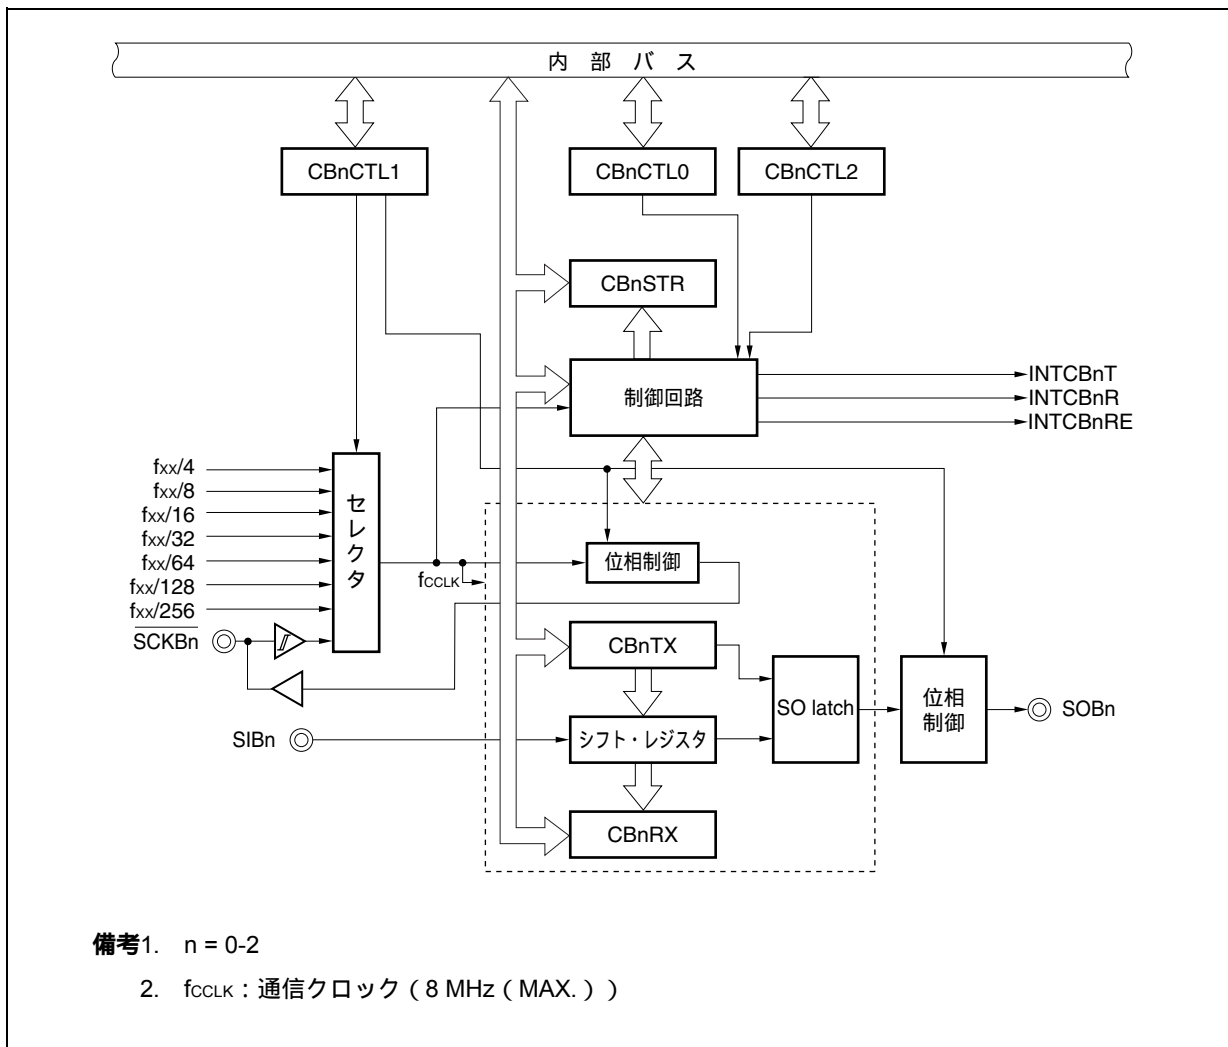 内 部 バ ス
CBnCTL1
CBnCTL0
CBnCTL2
CBnSTR
制御回路
INTCBnT
INTCBnR
INTCBnRE
fxx/4
fxx/8
fxx/16
fxx/32
fxx/64
fxx/128
fxx/256
SCKBn
セレクタ
fCCLK
位相制御
CBnTX
SO latch
位相
制御
SOBn
SIBn
シフト・レジスタ
CBnRX
備考1. n = 0-2
2. fCCLK：通信クロック（8 MHz（MAX.））